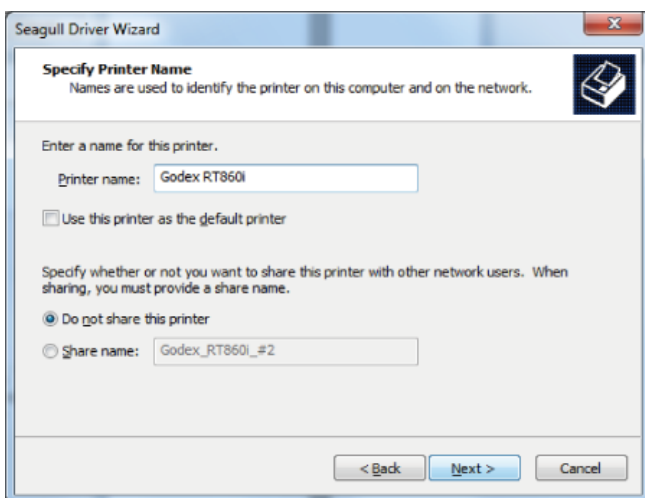 Seagull Driver Wizard
Specify Printer Name
Names are used to identify the printer on this computer and on the network.
Enter a name for this printer.
Printer name: Godex RT860i
Use this printer as the default printer
Specify whether or not you want to share this printer with other network users. When
sharing, you must provide a share name.
Do not share this printer
Share name: Godex_RT860i_#2
< Back Next > Cancel